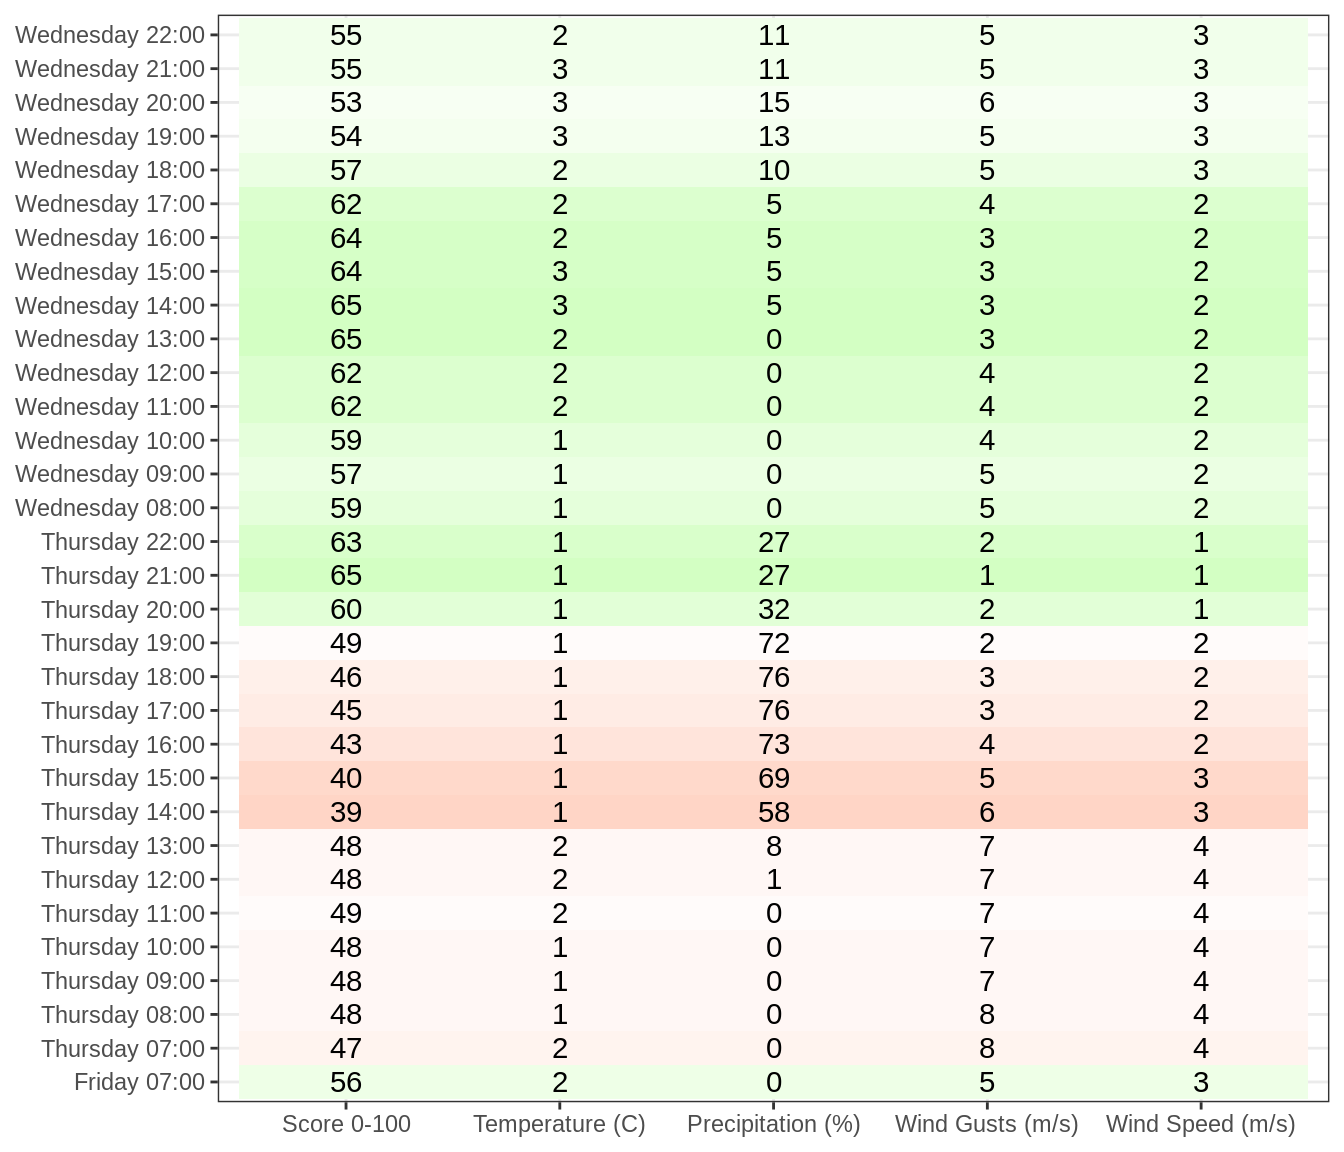 Wednesday 22:00 55 2 11 5 3
Wednesday 21:00 55 3 11 5 3
Wednesday 20:00 53 3 15 6 3
Wednesday 19:00 54 3 13 5 3
Wednesday 18:00 57 2 10 5 3
Wednesday 17:00 62 2 5 4 2
Wednesday 16:00 64 2 5 3 2
Wednesday 15:00 64 3 5 3 2
Wednesday 14:00 65 3 5 3 2
Wednesday 13:00 65 2 0 3 2
Wednesday 12:00 62 2 0 4 2
Wednesday 11:00 62 2 0 4 2
Wednesday 10:00 59 1 0 4 2
Wednesday 09:00 57 1 0 5 2
Wednesday 08:00 59 1 0 5 2
Thursday 22:00 63 1 27 2 1
Thursday 21:00 65 1 27 1 1
Thursday 20:00 60 1 32 2 1
Thursday 19:00 49 1 72 2 2
Thursday 18:00 46 1 76 3 2
Thursday 17:00 45 1 76 3 2
Thursday 16:00 43 1 73 4 2
Thursday 15:00 40 1 69 5 3
Thursday 14:00 39 1 58 6 3
Thursday 13:00 48 2 8 7 4
Thursday 12:00 48 2 1 7 4
Thursday 11:00 49 2 0 7 4
Thursday 10:00 48 1 0 7 4
Thursday 09:00 48 1 0 7 4
Thursday 08:00 48 1 0 8 4
Thursday 07:00 47 2 0 8 4
Friday 07:00 56 2 0 5 3
Score 0-100 Temperature (C) Precipitation (%) Wind Gusts (m/s) Wind Speed (m/s)